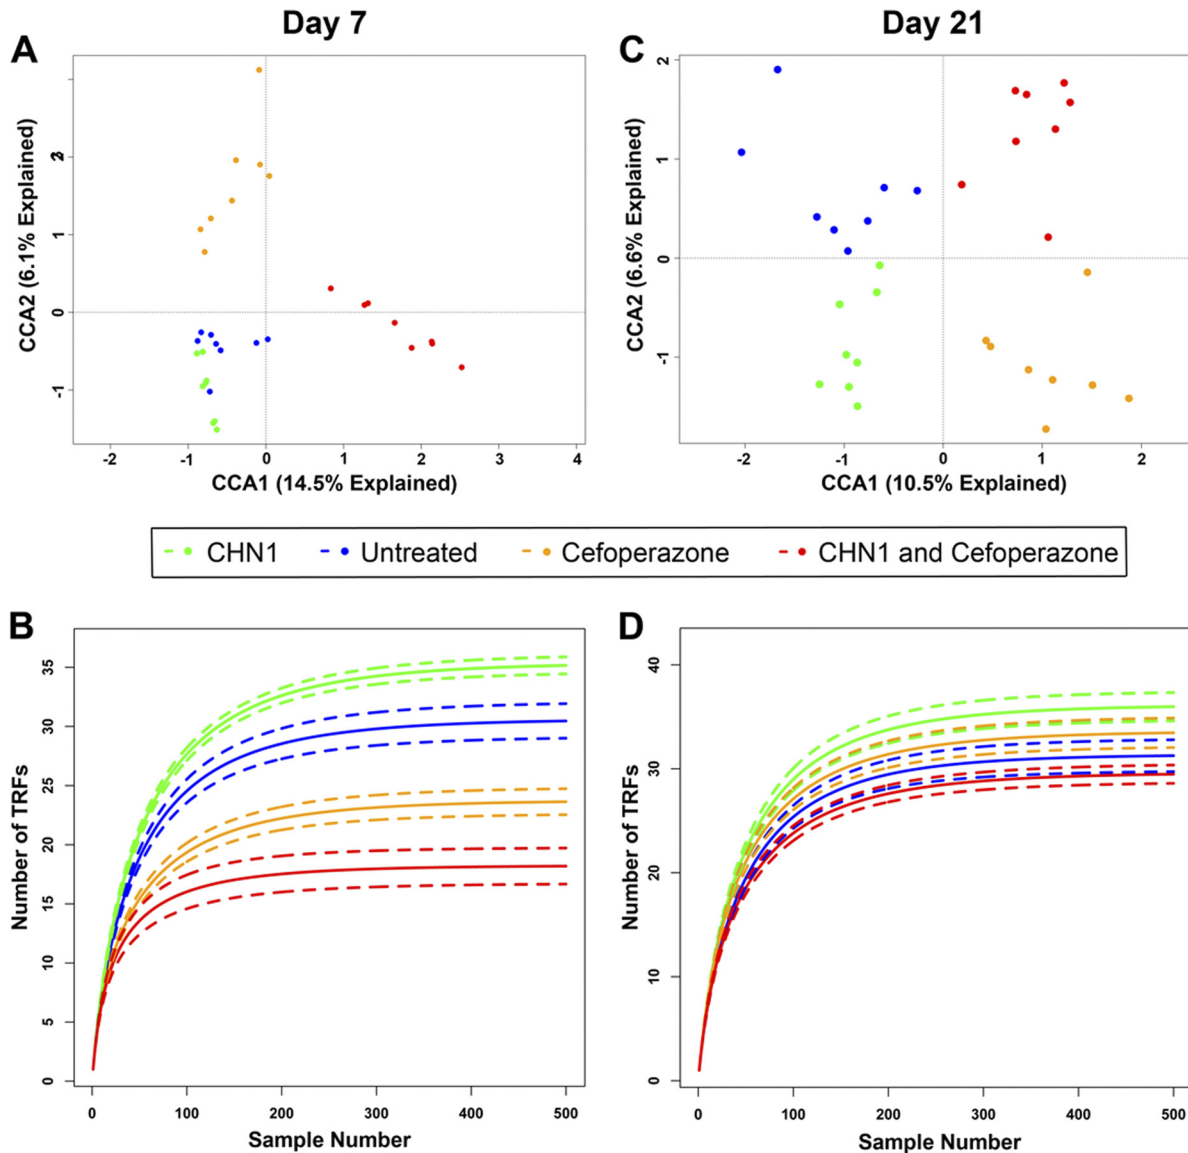 Day 7
Day 21
A
CCA2 (6.1% Explained)
2
1
0
-1
-2 -1 0 1 2 3 4
CCA1 (14.5% Explained)
C
CCA2 (6.6% Explained)
2
1
0
-1
-2 -1 0 1 2
CCA1 (10.5% Explained)
CHN1 Untreated Cefoperazone CHN1 and Cefoperazone
B
Number of TRFs
35
30
25
20
15
10
5
0
0 100 200 300 400 500
Sample Number
D
Number of TRFs
40
30
20
10
0
0 100 200 300 400 500
Sample Number